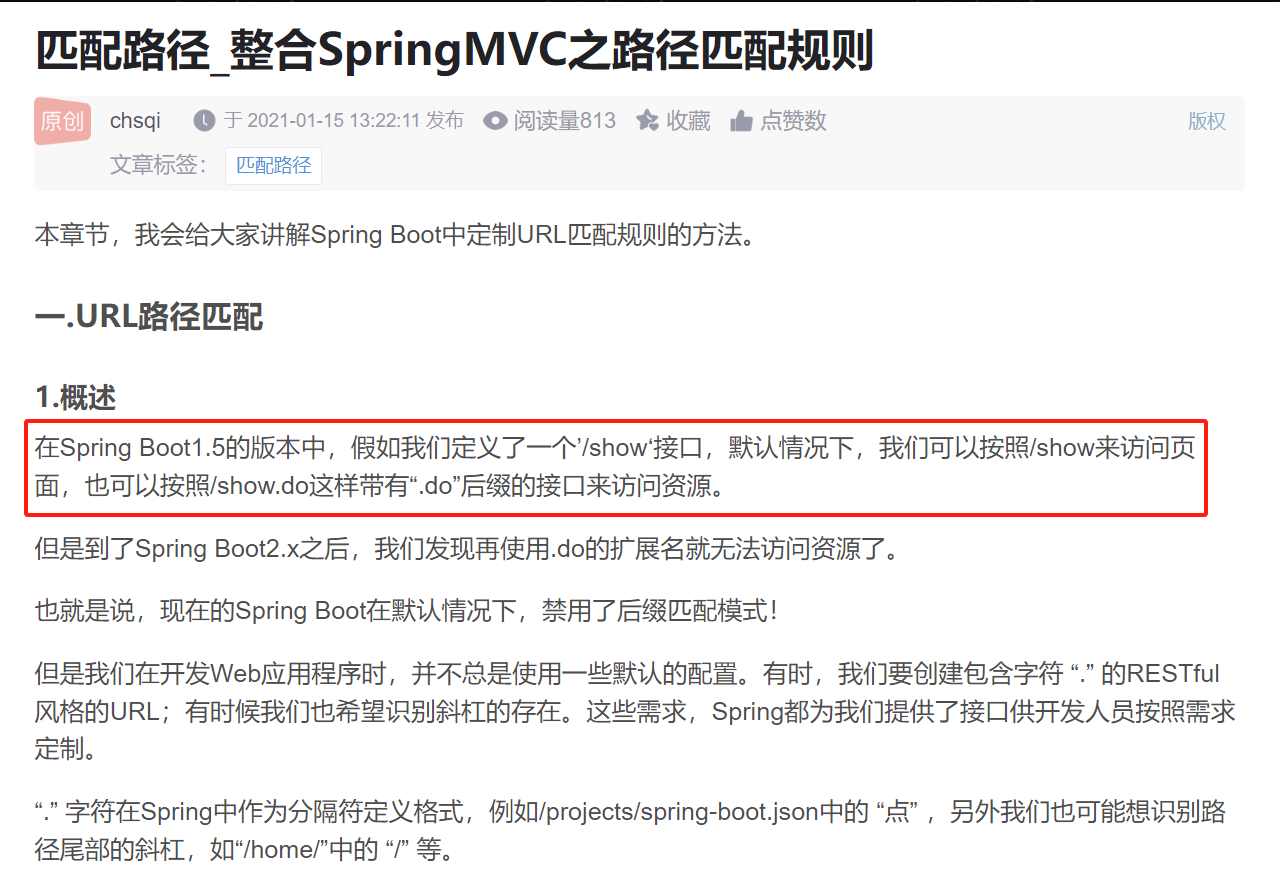 匹配路径_整合SpringMVC之路径匹配规则
原创 chsqi 于 2021-01-15 13:22:11 发布 阅读量813 收藏 点赞数 版权
文章标签： 匹配路径
本章节，我会给大家讲解Spring Boot中定制URL匹配规则的方法。
一.URL路径匹配
1.概述
在Spring Boot1.5的版本中，假如我们定义了一个’/show‘接口，默认情况下，我们可以按照/show来访问页
面，也可以按照/show.do这样带有“.do”后缀的接口来访问资源。
但是到了Spring Boot2.x之后，我们发现再使用.do的扩展名就无法访问资源了。
也就是说，现在的Spring Boot在默认情况下，禁用了后缀匹配模式！
但是我们在开发Web应用程序时，并不总是使用一些默认的配置。有时，我们要创建包含字符 “.” 的RESTful
风格的URL；有时候我们也希望识别斜杠的存在。这些需求，Spring都为我们提供了接口供开发人员按照需求
定制。
“.” 字符在Spring中作为分隔符定义格式，例如/projects/spring-boot.json中的 “点” ，另外我们也可能想识别路
径尾部的斜杠，如“/home/”中的 “/” 等。